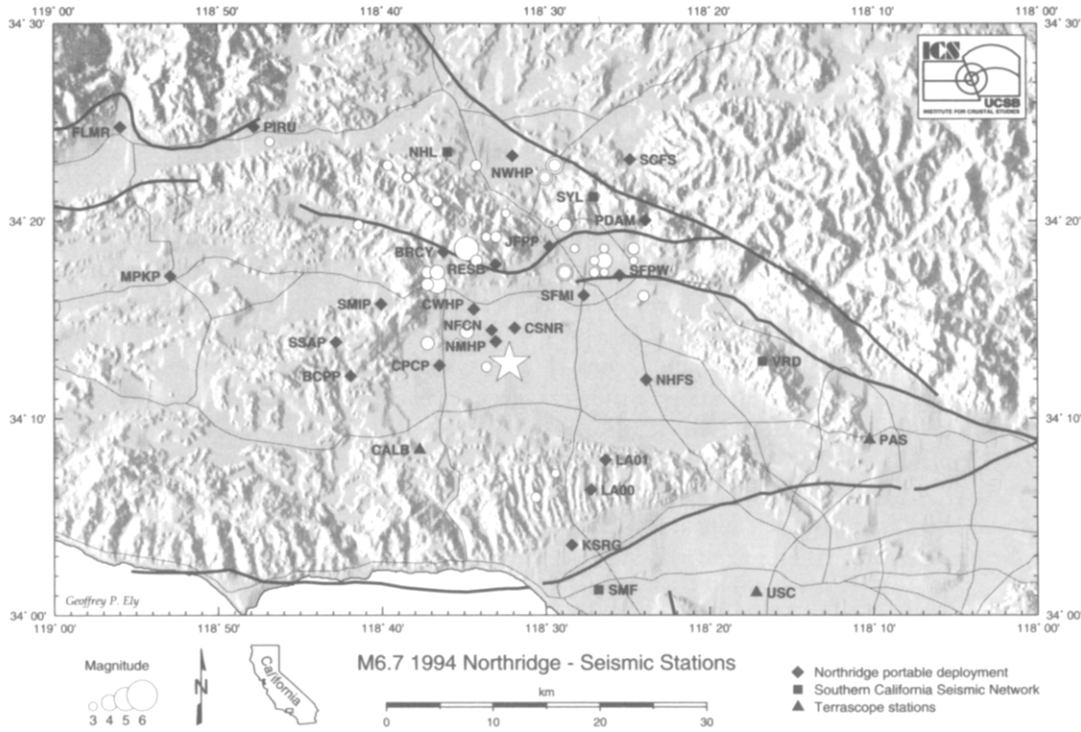 119° 00' 118° 50' 118° 40' 118° 30' 118° 20' 118° 10' 118° 00'
34° 30' 34° 30'
ICS
UCSB
INSTITUTE FOR CRUSTAL STUDIES
FLMR PIRU
NHL NWHP SGFS
SYL
34° 20' PDAM 34° 20'
BRCY JFPP
RESB SFPW
MPKP
SMIP CWHP SFMI
NFCN CSNR
SSAP NMHP
BCPP CPCP VRD
NHFS
34° 10' 34° 10'
CALB PAS
LA01
LA00
KSRG
SMF USC
Geoffrey P. Ely
34° 00' 34° 00'
119° 00' 118° 50' 118° 40' 118° 30' 118° 20' 118° 10' 118° 00'
Magnitude
3 4 5 6
N
California
M6.7 1994 Northridge - Seismic Stations
km
0 10 20 30
Northridge portable deployment
Southern California Seismic Network
Terrascope stations